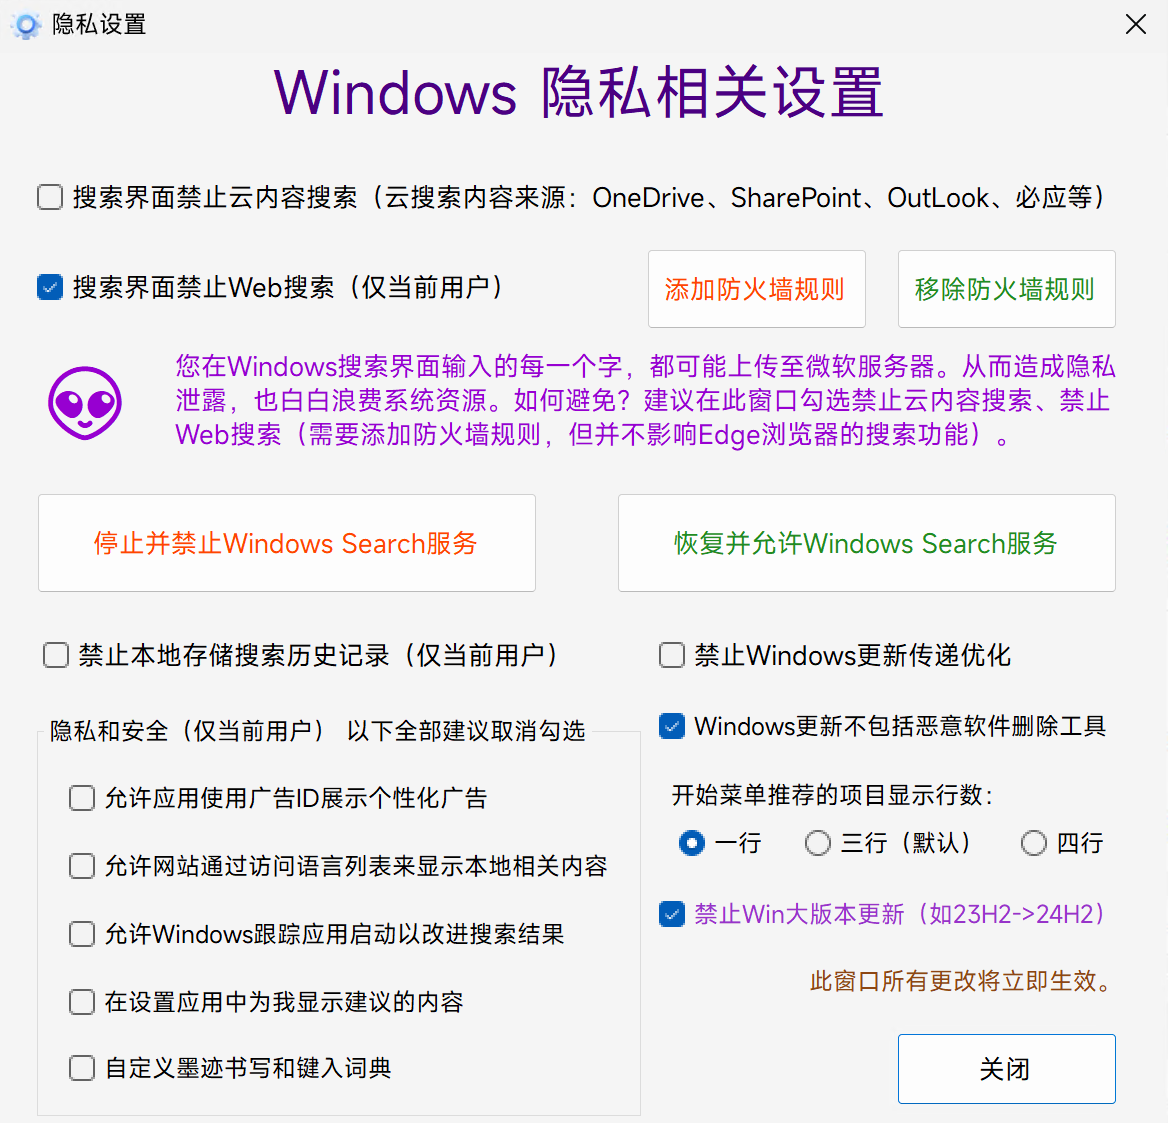 隐私设置
Windows 隐私相关设置
搜索界面禁止云内容搜索（云搜索内容来源：OneDrive、SharePoint、OutLook、必应等）
搜索界面禁止Web搜索（仅当前用户）
添加防火墙规则
移除防火墙规则
您在Windows搜索界面输入的每一个字，都可能上传至微软服务器。从而造成隐私
泄露，也白白浪费系统资源。如何避免？建议在此窗口勾选禁止云内容搜索、禁止
Web搜索（需要添加防火墙规则，但并不影响Edge浏览器的搜索功能）。
停止并禁止Windows Search服务
恢复并允许Windows Search服务
禁止本地存储搜索历史记录（仅当前用户）
禁止Windows更新传递优化
隐私和安全（仅当前用户） 以下全部建议取消勾选
允许应用使用广告ID展示个性化广告
允许网站通过访问语言列表来显示本地相关内容
允许Windows跟踪应用启动以改进搜索结果
在设置应用中为我显示建议的内容
自定义墨迹书写和键入词典
Windows更新不包括恶意软件删除工具
开始菜单推荐的项目显示行数：
一行
三行（默认）
四行
禁止Win大版本更新（如23H2->24H2）
此窗口所有更改将立即生效。
关闭